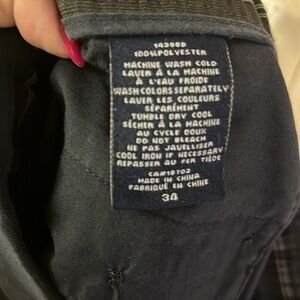 100% POLYESTER
MACHINE WASH COLD
LAVER À LA MACHINE
À L'EAU FROIDE
WASH COLORS SEPARATELY
LAVER LES COULEURS
SÉPARÉMENT
TUMBLE DRY COOL
SÉCHER À LA MACHINE
AU CYCLE DOUX
DO NOT BLEACH
NE PAS JAVELLISER
COOL IRON IF NECESSARY
REPASSER AU FER TIÈDE
CA#18702
MADE IN CHINA
FABRIQUÉ EN CHINE
34